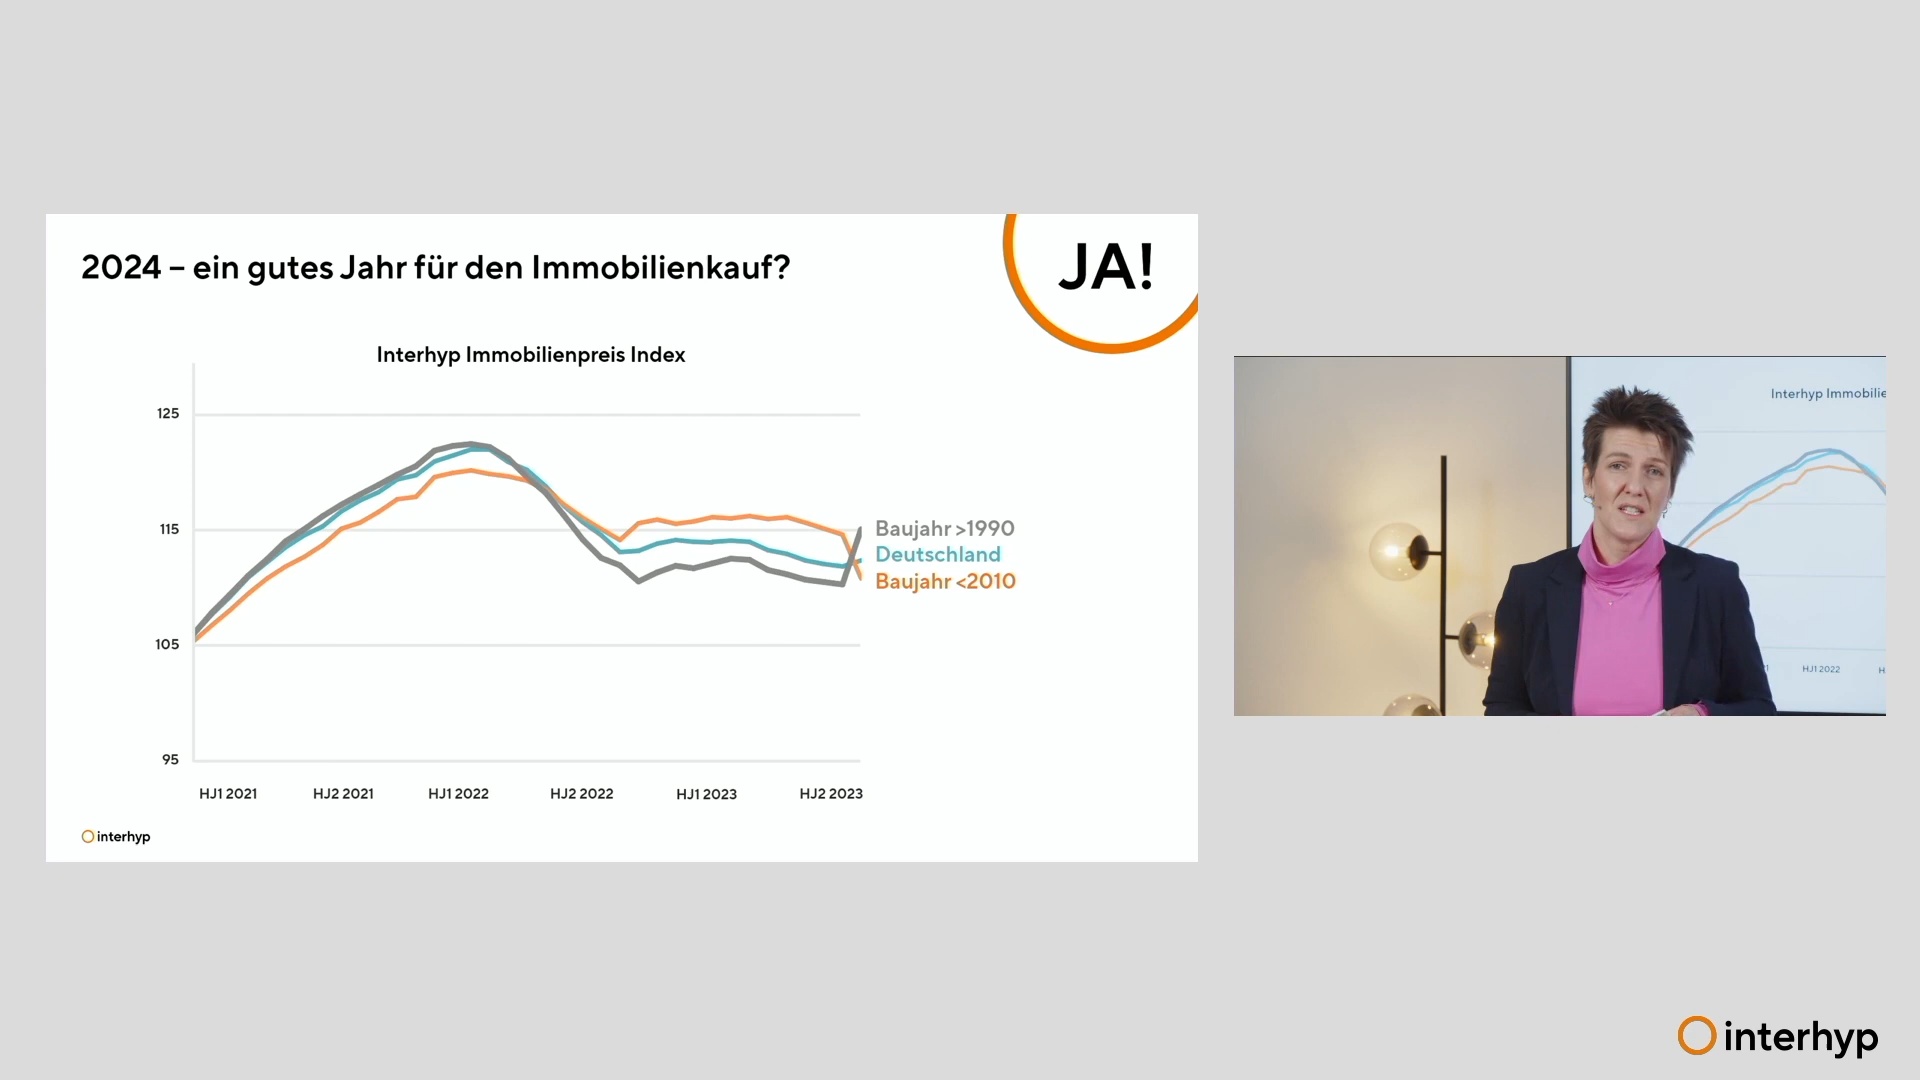 2024 – ein gutes Jahr für den Immobilienkauf?
JA!
Interhyp Immobilienpreis Index
125
115
105
95
Baujahr >1990
Deutschland
Baujahr <2010
HJ1 2021
HJ2 2021
HJ1 2022
HJ2 2022
HJ1 2023
HJ2 2023
interhyp
Interhyp Immobilie
HJ1 2022
interhyp